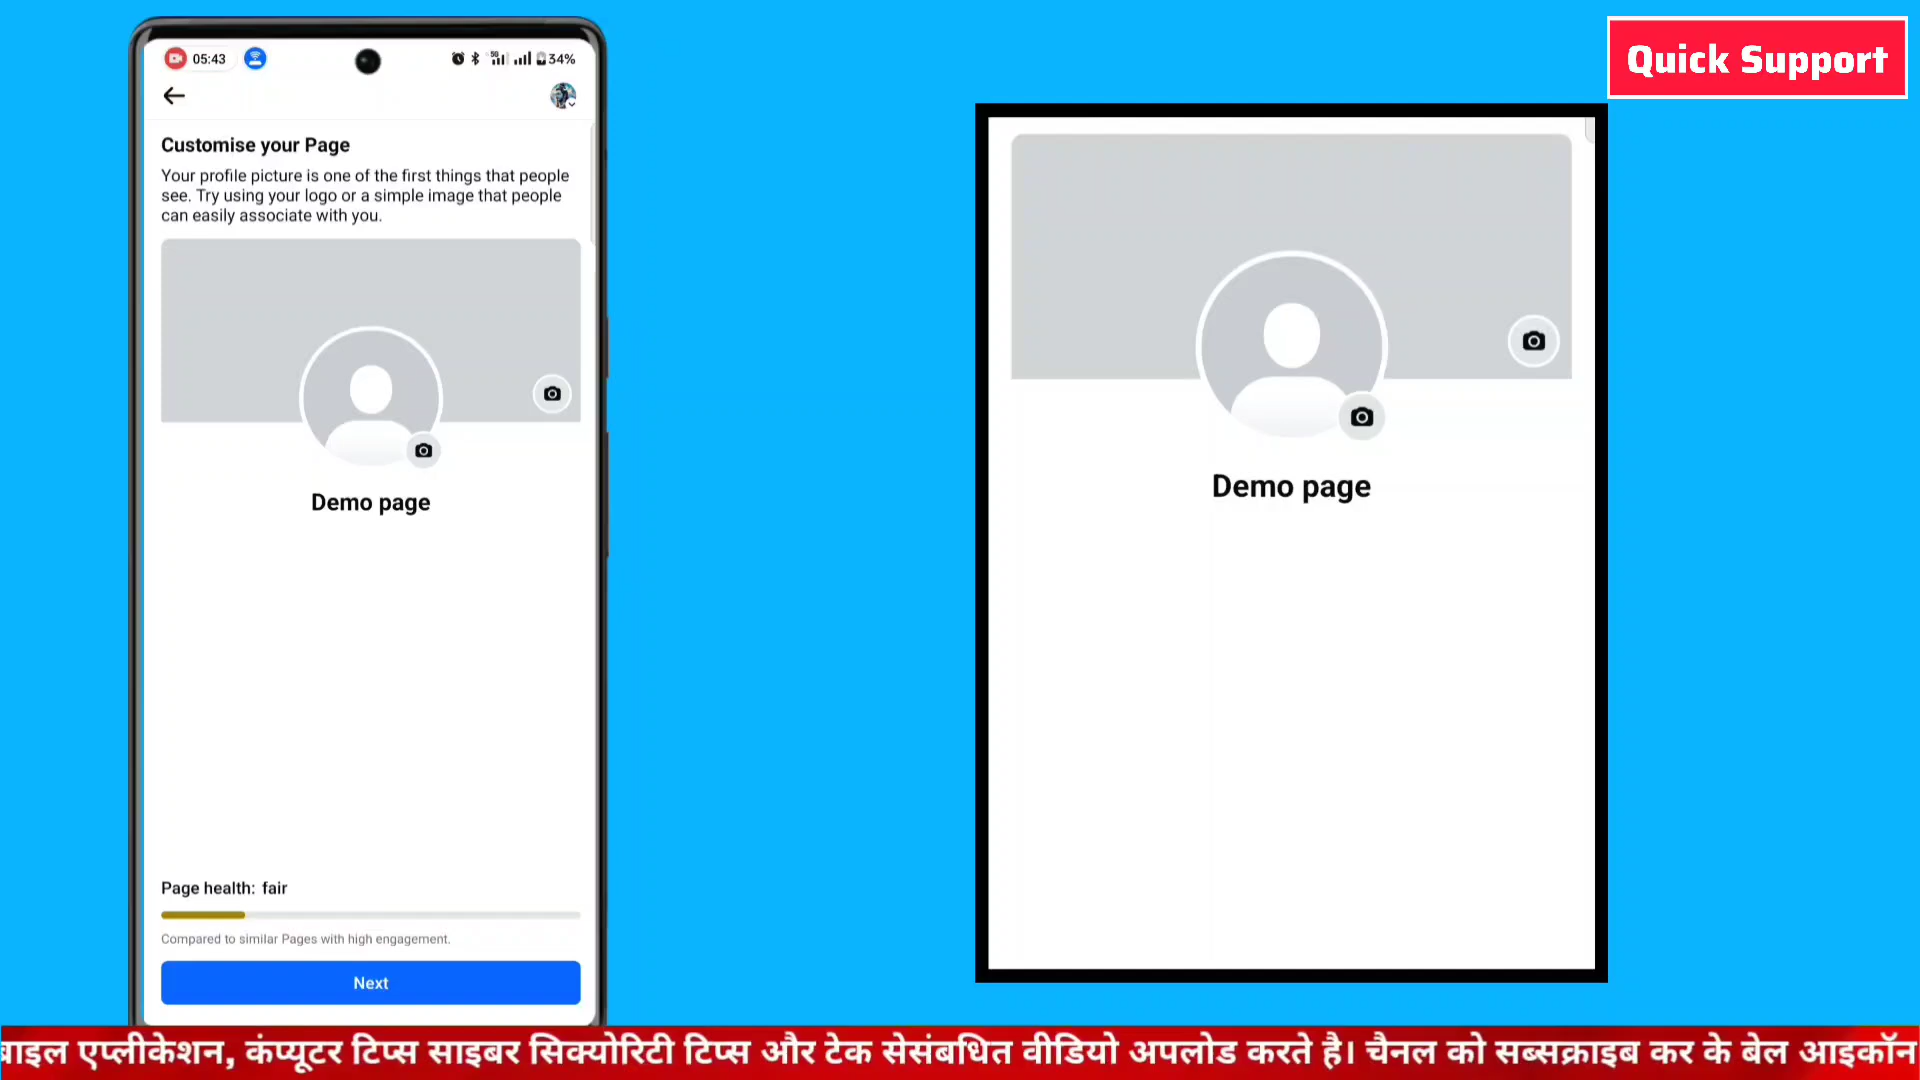 05:43
5G
34%
Quick Support
Customise your Page
Your profile picture is one of the first things that people
see. Try using your logo or a simple image that people
can easily associate with you.
Demo page
Demo page
Page health: fair
Compared to similar Pages with high engagement.
Next
एप्लीकेशन, कंप्यूटर टिप्स साइबर सिक्योरिटी टिप्स और टेक सेसंबधित वीडियो अपलोड करते है। चैनल को सब्सक्राइब कर के बेल आइकॉन